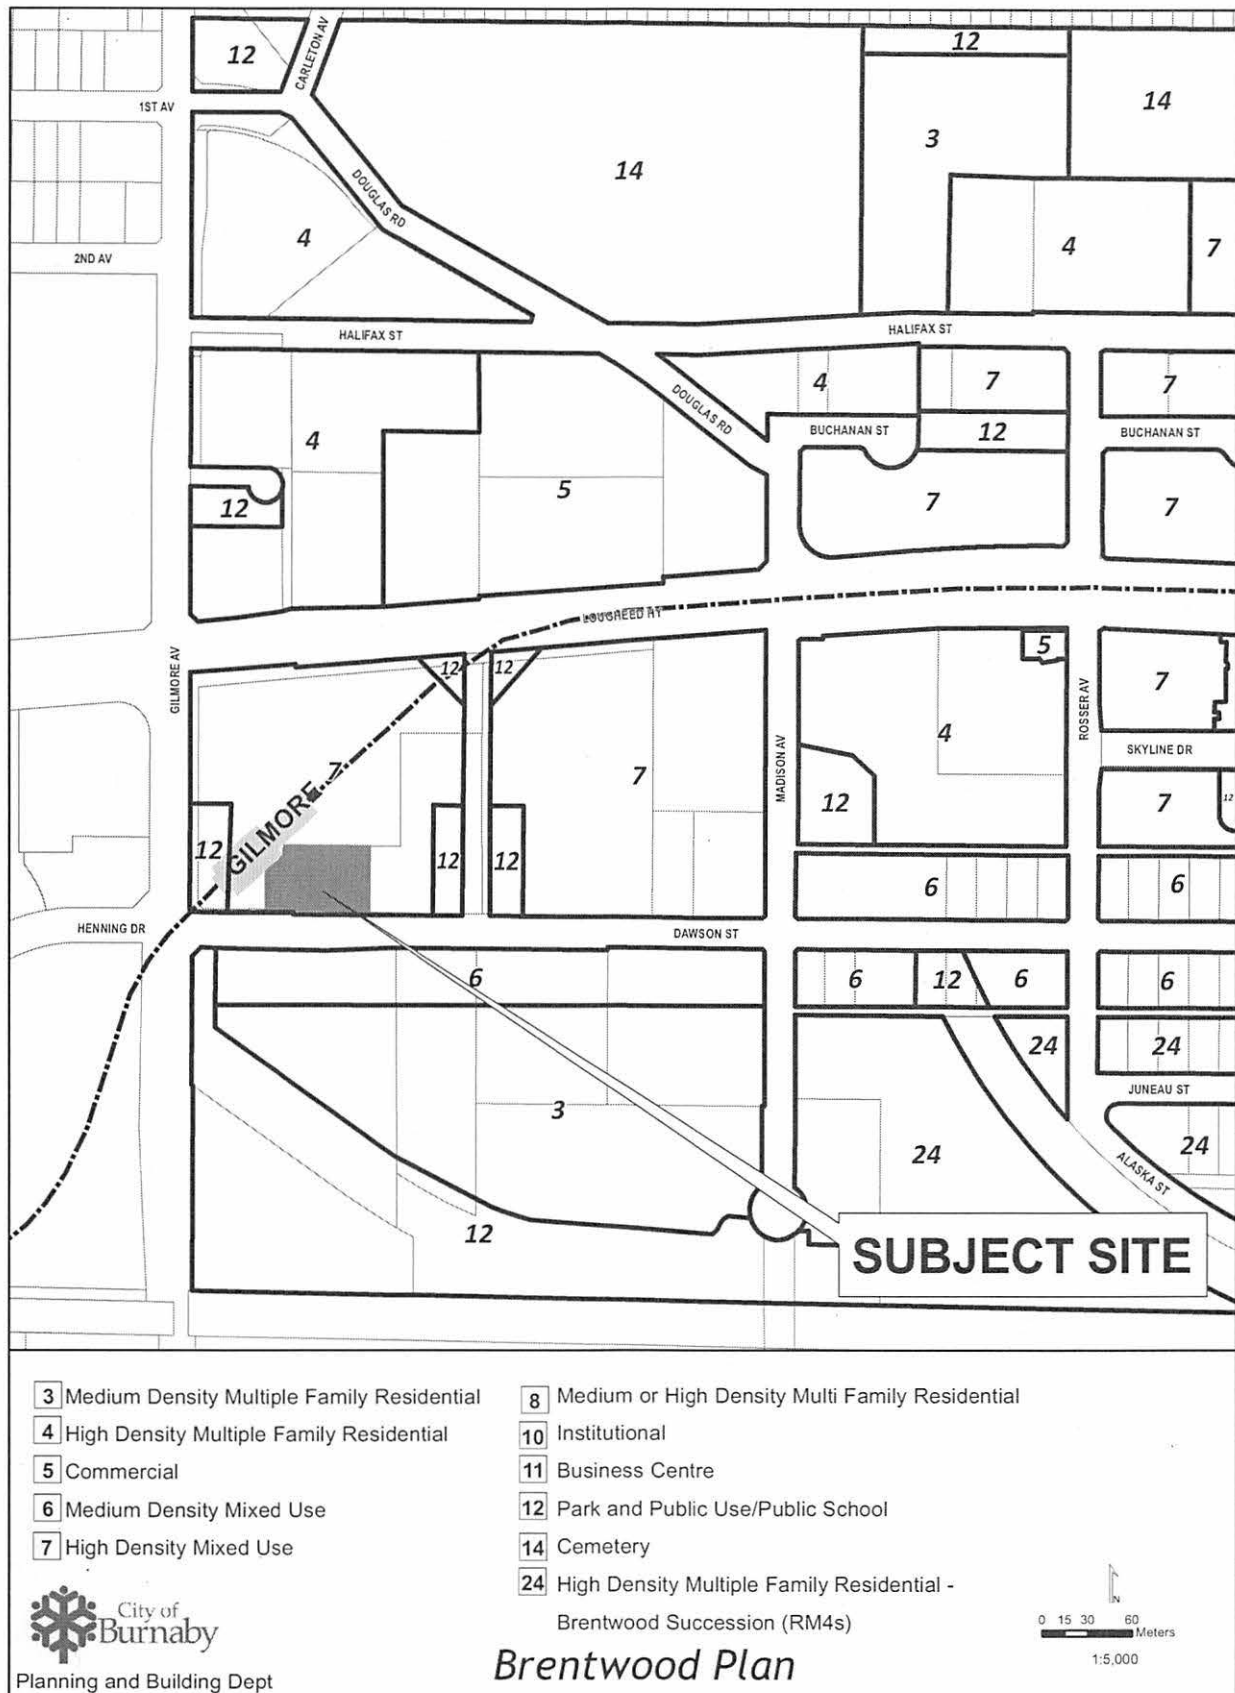 12
CARLETON AV
12
14
1ST AV
3
14
DOUGLAS RD
4
4
7
2ND AV
HALIFAX ST
HALIFAX ST
4
7
7
DOUGLAS RD
BUCHANAN ST
12
BUCHANAN ST
4
5
12
7
7
LOUGHEED HY
GILMORE AV
12
12
5
7
ROSSER AV
4
SKYLINE DR
7
7
MADISON AV
12
7
12
GILMORE
12
12
12
6
6
HENNING DR
DAWSON ST
6
6
12
6
6
24
24
JUNEAU ST
3
24
24
ALASKA ST
12
SUBJECT SITE
3 Medium Density Multiple Family Residential
4 High Density Multiple Family Residential
5 Commercial
6 Medium Density Mixed Use
7 High Density Mixed Use
8 Medium or High Density Multi Family Residential
10 Institutional
11 Business Centre
12 Park and Public Use/Public School
14 Cemetery
24 High Density Multiple Family Residential -
Brentwood Succession (RM4s)
City of
Burnaby
Planning and Building Dept
Brentwood Plan
N
0 15 30 60
Meters
1:5,000